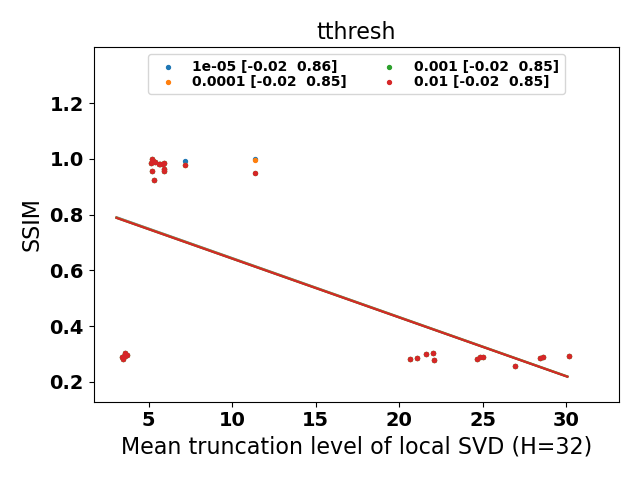 tthresh
1e-05 [-0.02  0.86]
0.0001 [-0.02  0.85]
0.001 [-0.02  0.85]
0.01 [-0.02  0.85]
SSIM
1.2
1.0
0.8
0.6
0.4
0.2
5 10 15 20 25 30
Mean truncation level of local SVD (H=32)